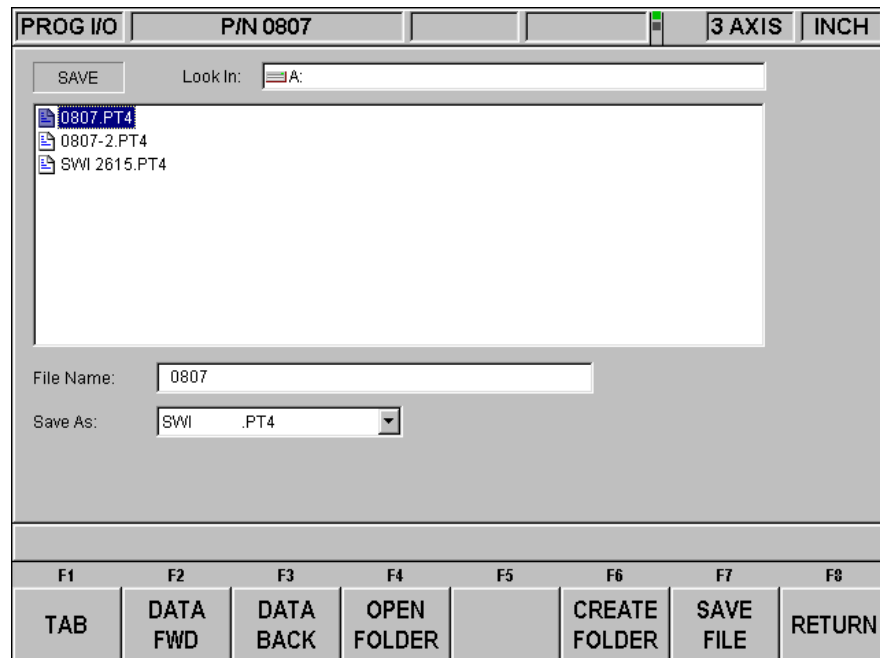 PROG I/O P/N 0807 3 AXIS INCH
SAVE Look In: A:
0807.PT4
0807-2.PT4
SWI 2615.PT4
File Name: 0807
Save As: SWI .PT4
F1 F2 F3 F4 F5 F6 F7 F8
TAB DATA FWD DATA BACK OPEN FOLDER CREATE FOLDER SAVE FILE RETURN